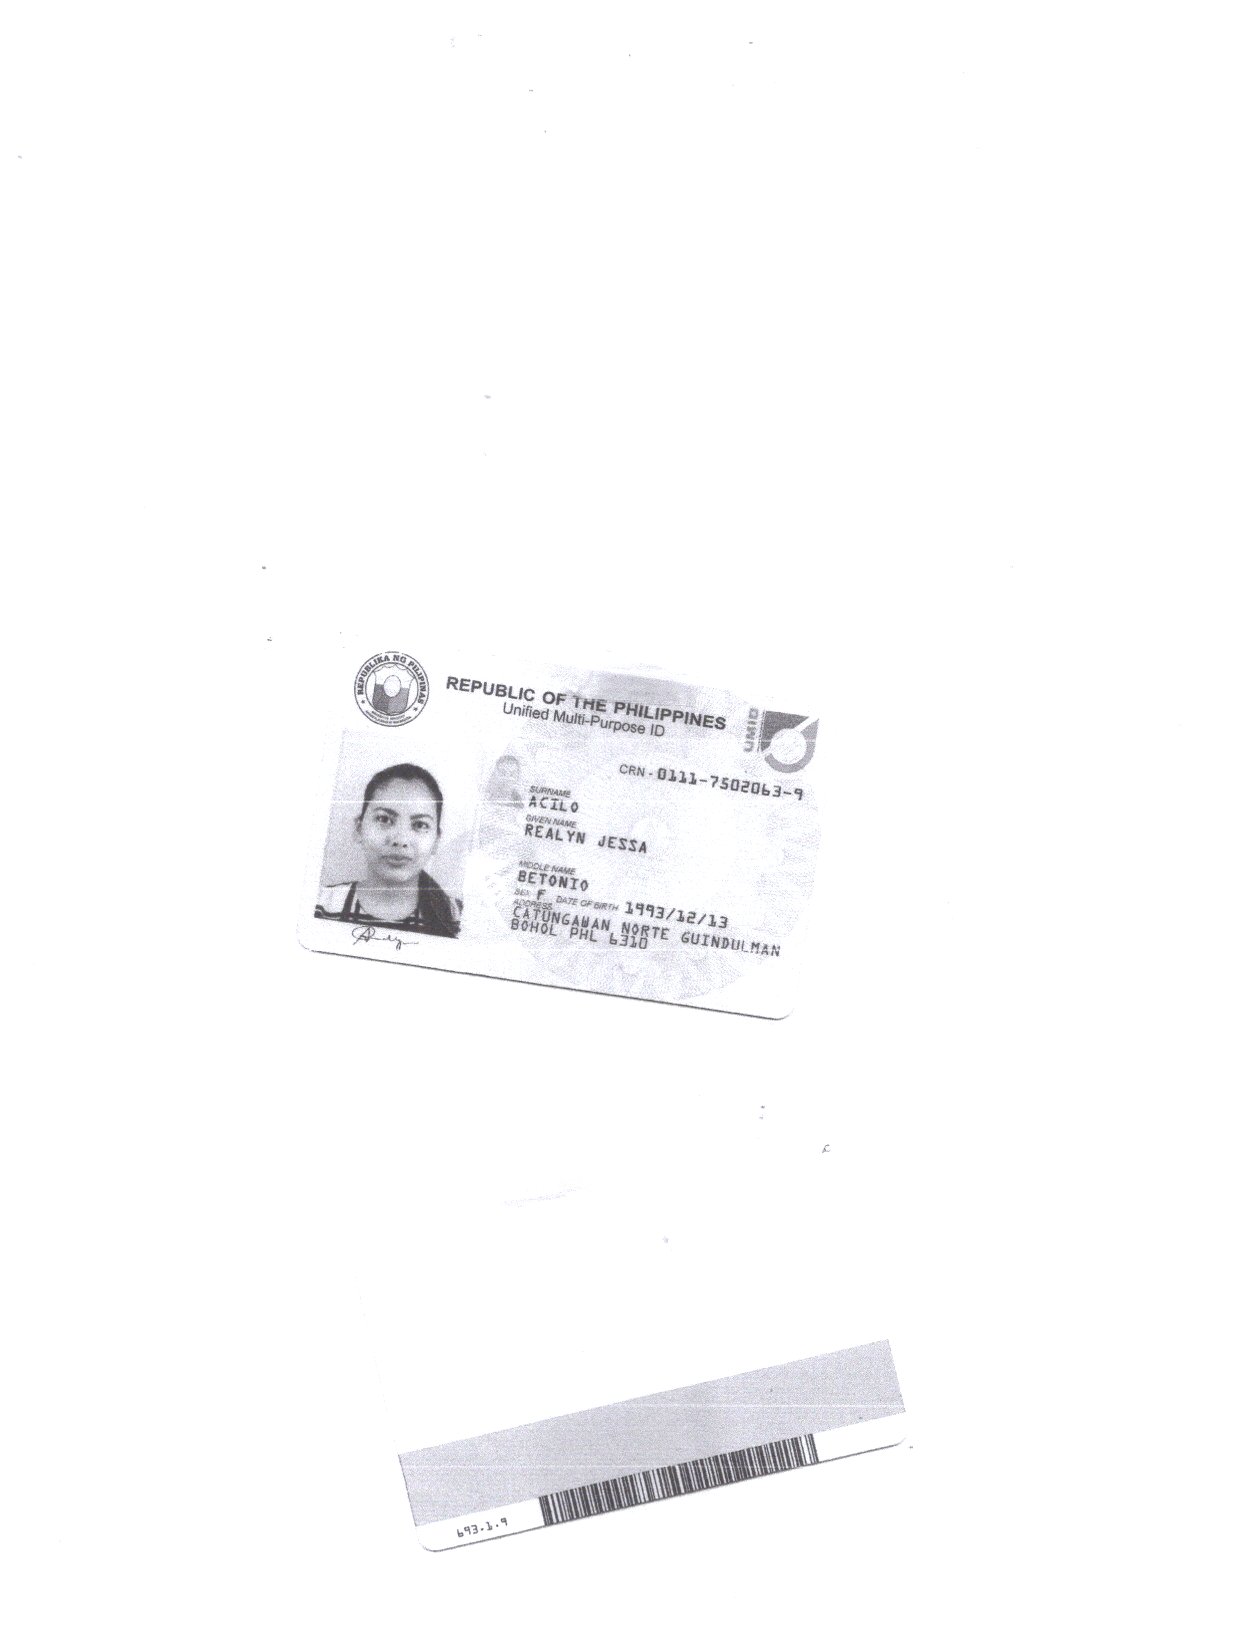 REPUBLIKA NG PILIPINAS
REPUBLIC OF THE PHILIPPINES
Unified Multi-Purpose ID
UMID
CRN - 0111-7502063-9
SURNAME
ACILO
GIVEN NAME
REALYN JESSA
MIDDLE NAME
BETONIO
SEX F DATE OF BIRTH 1993/12/13
ADDRESS
CATUNGAWAN NORTE GUINDULMAN
BOHOL PHL 6310
693.1.9